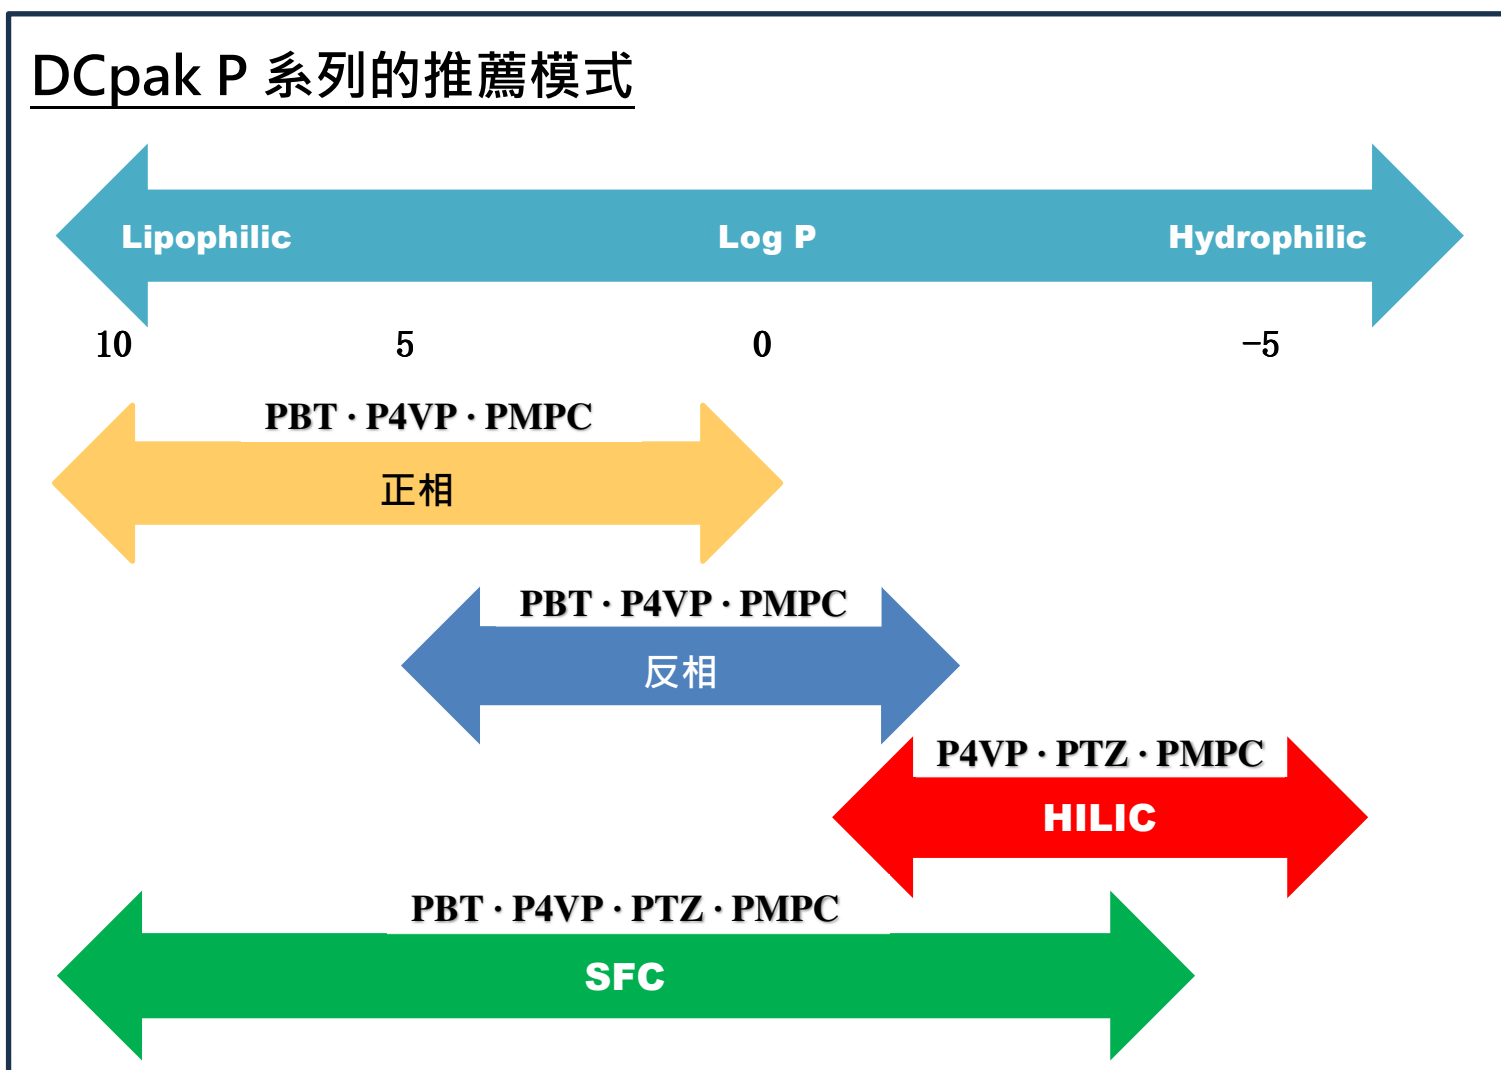 DCpak P 系列的推薦模式
Lipophilic Log P Hydrophilic
10 5 0 -5
PBT · P4VP · PMPC
正相
PBT · P4VP · PMPC
反相
P4VP · PTZ · PMPC
HILIC
PBT · P4VP · PTZ · PMPC
SFC